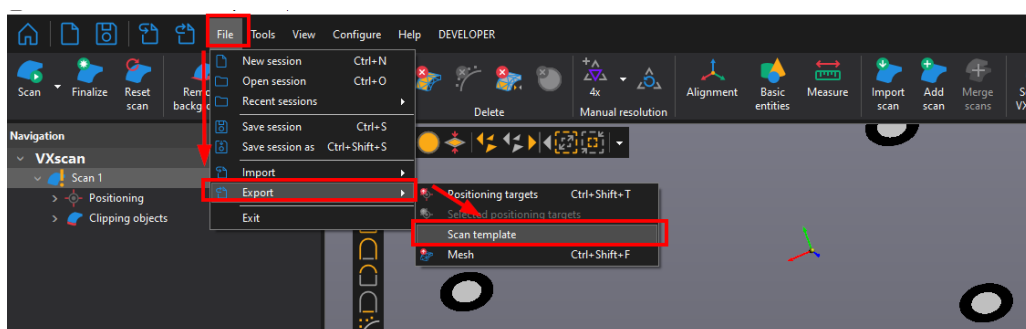 File Tools View Configure Help DEVELOPER
New session Ctrl+N
Open session Ctrl+O
Recent sessions
Save session Ctrl+S
Save session as Ctrl+Shift+S
Import
Export
Exit
Positioning targets Ctrl+Shift+T
Selected positioning targets
Scan template
Mesh Ctrl+Shift+F
Scan
Finalize
Reset
scan
Delete
4x
Manual resolution
Alignment
Basic
entities
Measure
Import
scan
Add
scan
Merge
scans
Navigation
VXscan
Scan 1
Positioning
Clipping objects